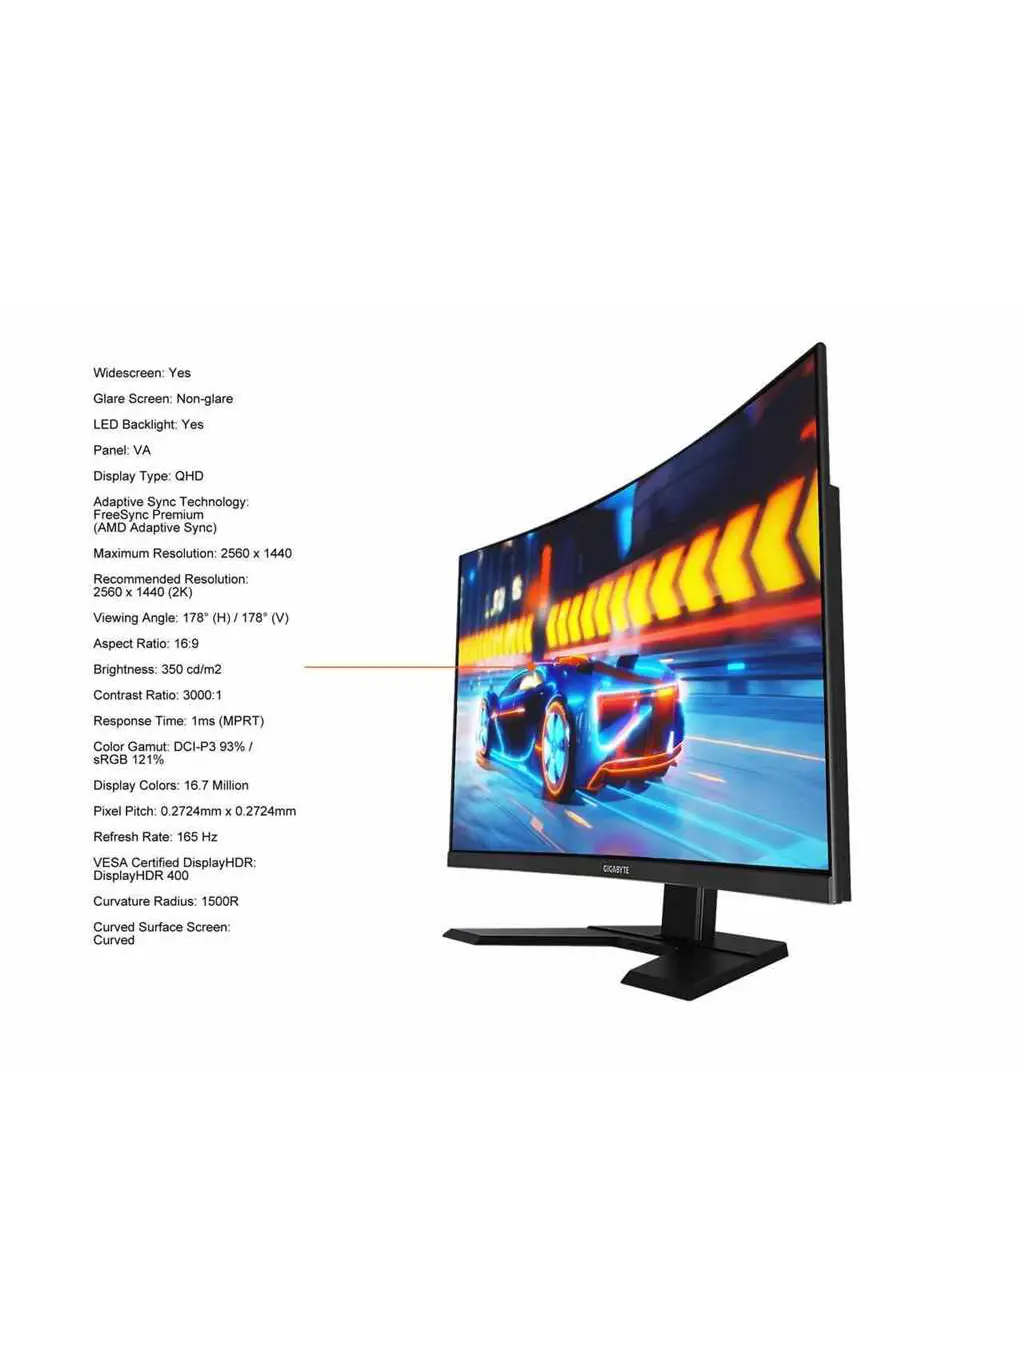 Widescreen: Yes
Glare Screen: Non-glare
LED Backlight: Yes
Panel: VA
Display Type: QHD
Adaptive Sync Technology:
FreeSync Premium
(AMD Adaptive Sync)
Maximum Resolution: 2560 x 1440
Recommended Resolution:
2560 x 1440 (2K)
Viewing Angle: 178° (H) / 178° (V)
Aspect Ratio: 16:9
Brightness: 350 cd/m2
Contrast Ratio: 3000:1
Response Time: 1ms (MPRT)
Color Gamut: DCI-P3 93% /
sRGB 121%
Display Colors: 16.7 Million
Pixel Pitch: 0.2724mm x 0.2724mm
Refresh Rate: 165 Hz
VESA Certified DisplayHDR:
DisplayHDR 400
Curvature Radius: 1500R
Curved Surface Screen:
Curved
GIGABYTE